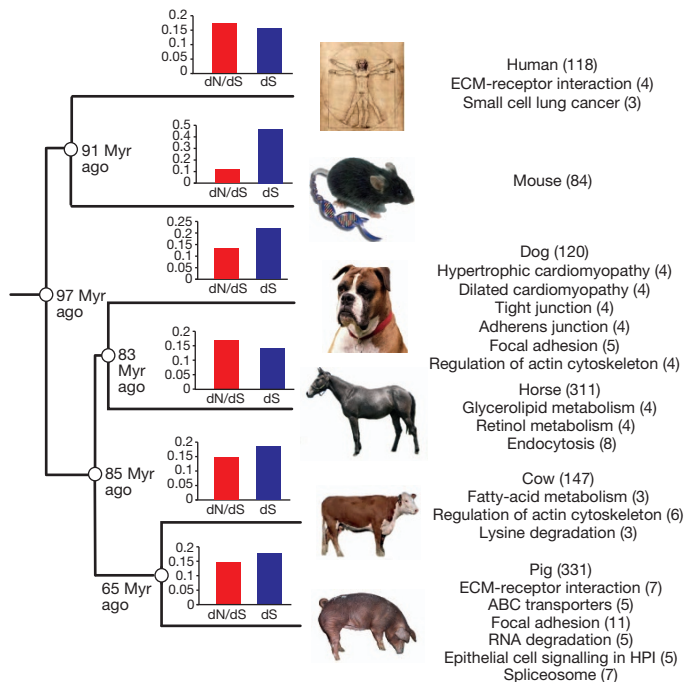 0.2
0.15
0.1
0.05
0
dN/dS dS
Human (118)
ECM-receptor interaction (4)
Small cell lung cancer (3)
91 Myr
ago
0.5
0.4
0.3
0.2
0.1
0
dN/dS dS
Mouse (84)
0.25
0.2
0.15
0.1
0.05
0
dN/dS dS
Dog (120)
Hypertrophic cardiomyopathy (4)
Dilated cardiomyopathy (4)
Tight junction (4)
Adherens junction (4)
Focal adhesion (5)
Regulation of actin cytoskeleton (4)
97 Myr
ago
83
Myr
ago
0.2
0.15
0.1
0.05
0
dN/dS dS
Horse (311)
Glycerolipid metabolism (4)
Retinol metabolism (4)
Endocytosis (8)
85 Myr
ago
0.2
0.15
0.1
0.05
0
dN/dS dS
Cow (147)
Fatty-acid metabolism (3)
Regulation of actin cytoskeleton (6)
Lysine degradation (3)
65 Myr
ago
0.2
0.15
0.1
0.05
0
dN/dS dS
Pig (331)
ECM-receptor interaction (7)
ABC transporters (5)
Focal adhesion (11)
RNA degradation (5)
Epithelial cell signalling in HPI (5)
Spliceosome (7)